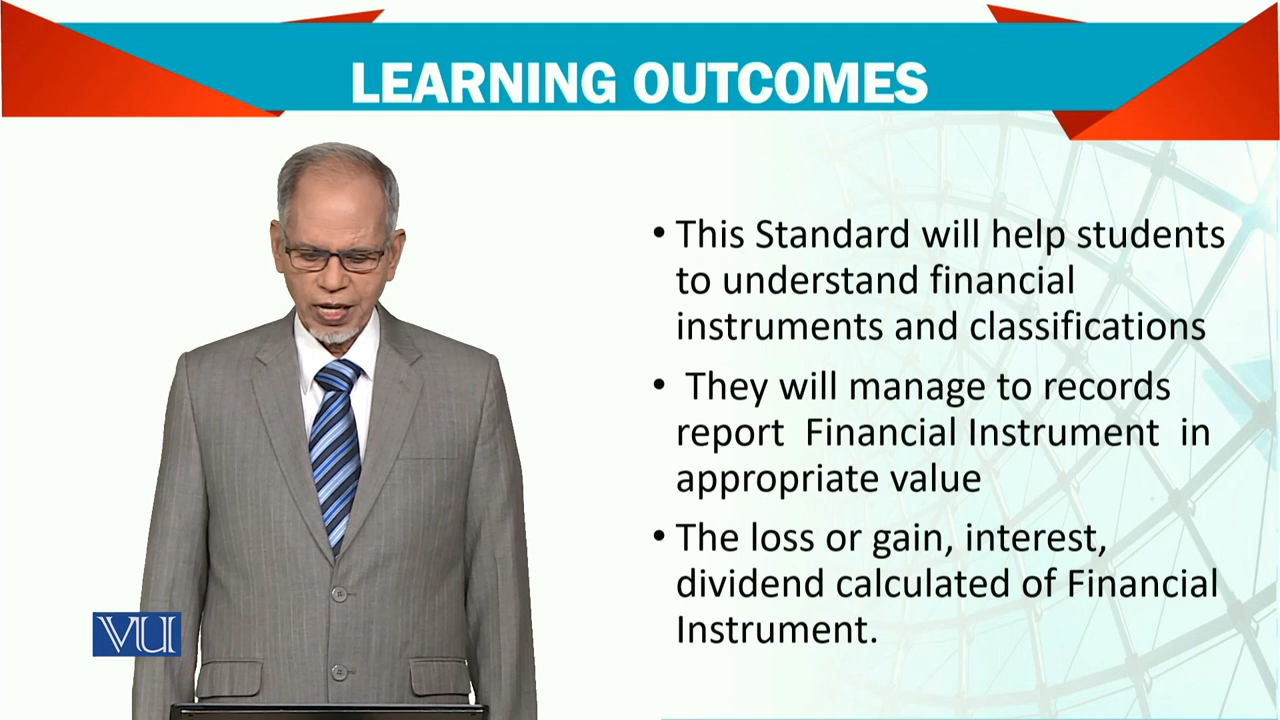 LEARNING OUTCOMES
• This Standard will help students
to understand financial
instruments and classifications
• They will manage to records
report Financial Instrument in
appropriate value
• The loss or gain, interest,
dividend calculated of Financial
Instrument.
VU